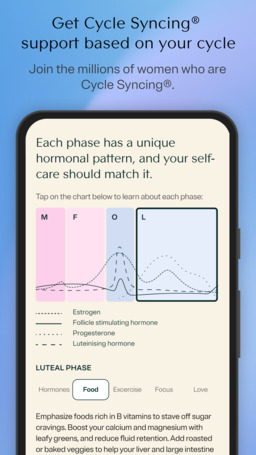 Get Cycle Syncing®
support based on your cycle
Join the millions of women who are
Cycle Syncing®.
Each phase has a unique
hormonal pattern, and your self-
care should match it.
Tap on the chart below to learn about each phase:
M F O L
Estrogen
Follicle stimulating hormone
Progesterone
Luteinising hormone
LUTEAL PHASE
Hormones Food Excercise Focus Love
Emphasize foods rich in B vitamins to stave off sugar
cravings. Boost your calcium and magnesium with
leafy greens, and reduce fluid retention. Add roasted
or baked veggies to help your liver and large intestine